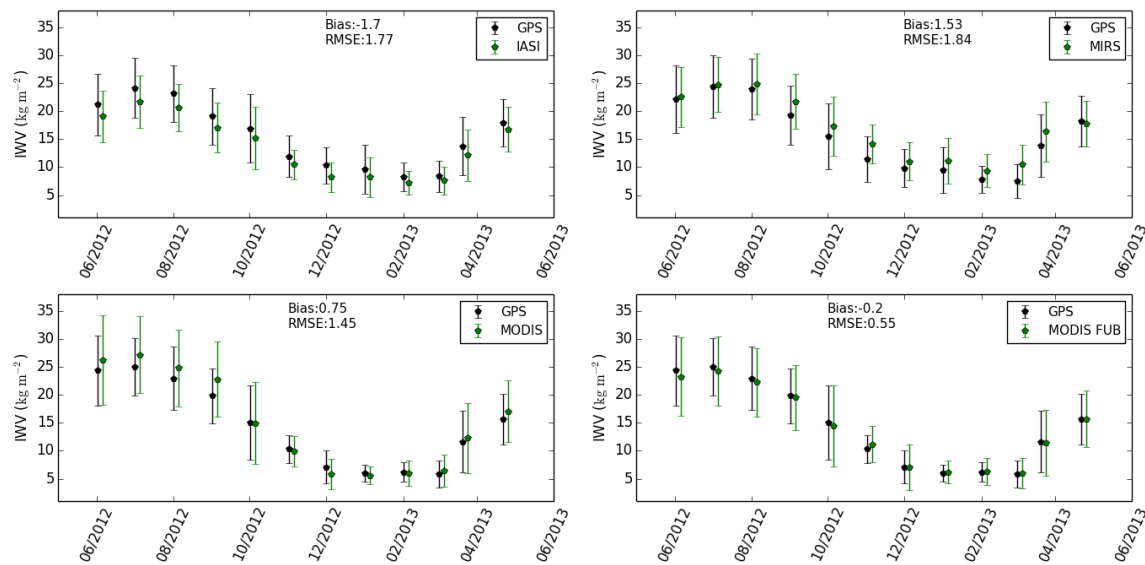 Bias:-1.7
RMSE:1.77
GPS
IASI
IWV (kg m⁻²)
35
30
25
20
15
10
5
06/2012
08/2012
10/2012
12/2012
02/2013
04/2013
06/2013
Bias:1.53
RMSE:1.84
GPS
MIRS
IWV (kg m⁻²)
35
30
25
20
15
10
5
06/2012
08/2012
10/2012
12/2012
02/2013
04/2013
06/2013
Bias:0.75
RMSE:1.45
GPS
MODIS
IWV (kg m⁻²)
35
30
25
20
15
10
5
06/2012
08/2012
10/2012
12/2012
02/2013
04/2013
06/2013
Bias:-0.2
RMSE:0.55
GPS
MODIS FUB
IWV (kg m⁻²)
35
30
25
20
15
10
5
06/2012
08/2012
10/2012
12/2012
02/2013
04/2013
06/2013